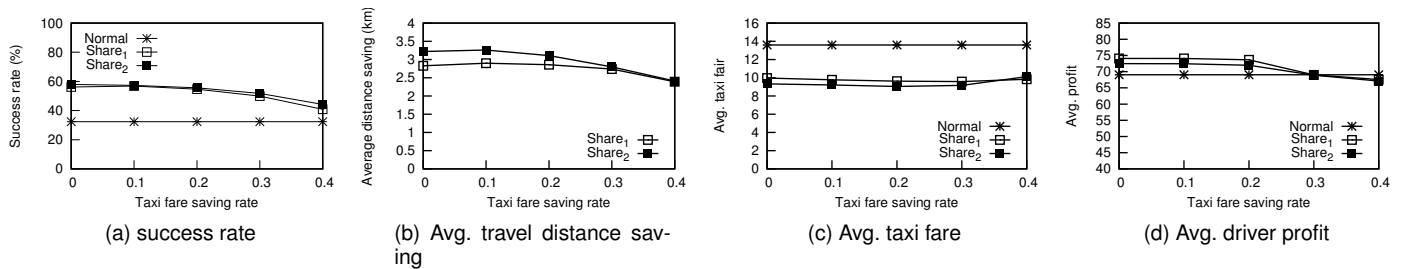 100
80
60
40
20
0
Success rate (%)
Normal
Share1
Share2
0 0.1 0.2 0.3 0.4
Taxi fare saving rate
(a) success rate
4
3.5
3
2.5
2
1.5
1
0.5
0
Average distance saving (km)
Share1
Share2
0 0.1 0.2 0.3 0.4
Taxi fare saving rate
(b) Avg. travel distance sav-
ing
16
14
12
10
8
6
4
2
0
Avg. taxi fair
Normal
Share1
Share2
0 0.1 0.2 0.3 0.4
Taxi fare saving rate
(c) Avg. taxi fare
85
80
75
70
65
60
55
50
45
40
Avg. profit
Normal
Share1
Share2
0 0.1 0.2 0.3 0.4
Taxi fare saving rate
(d) Avg. driver profit